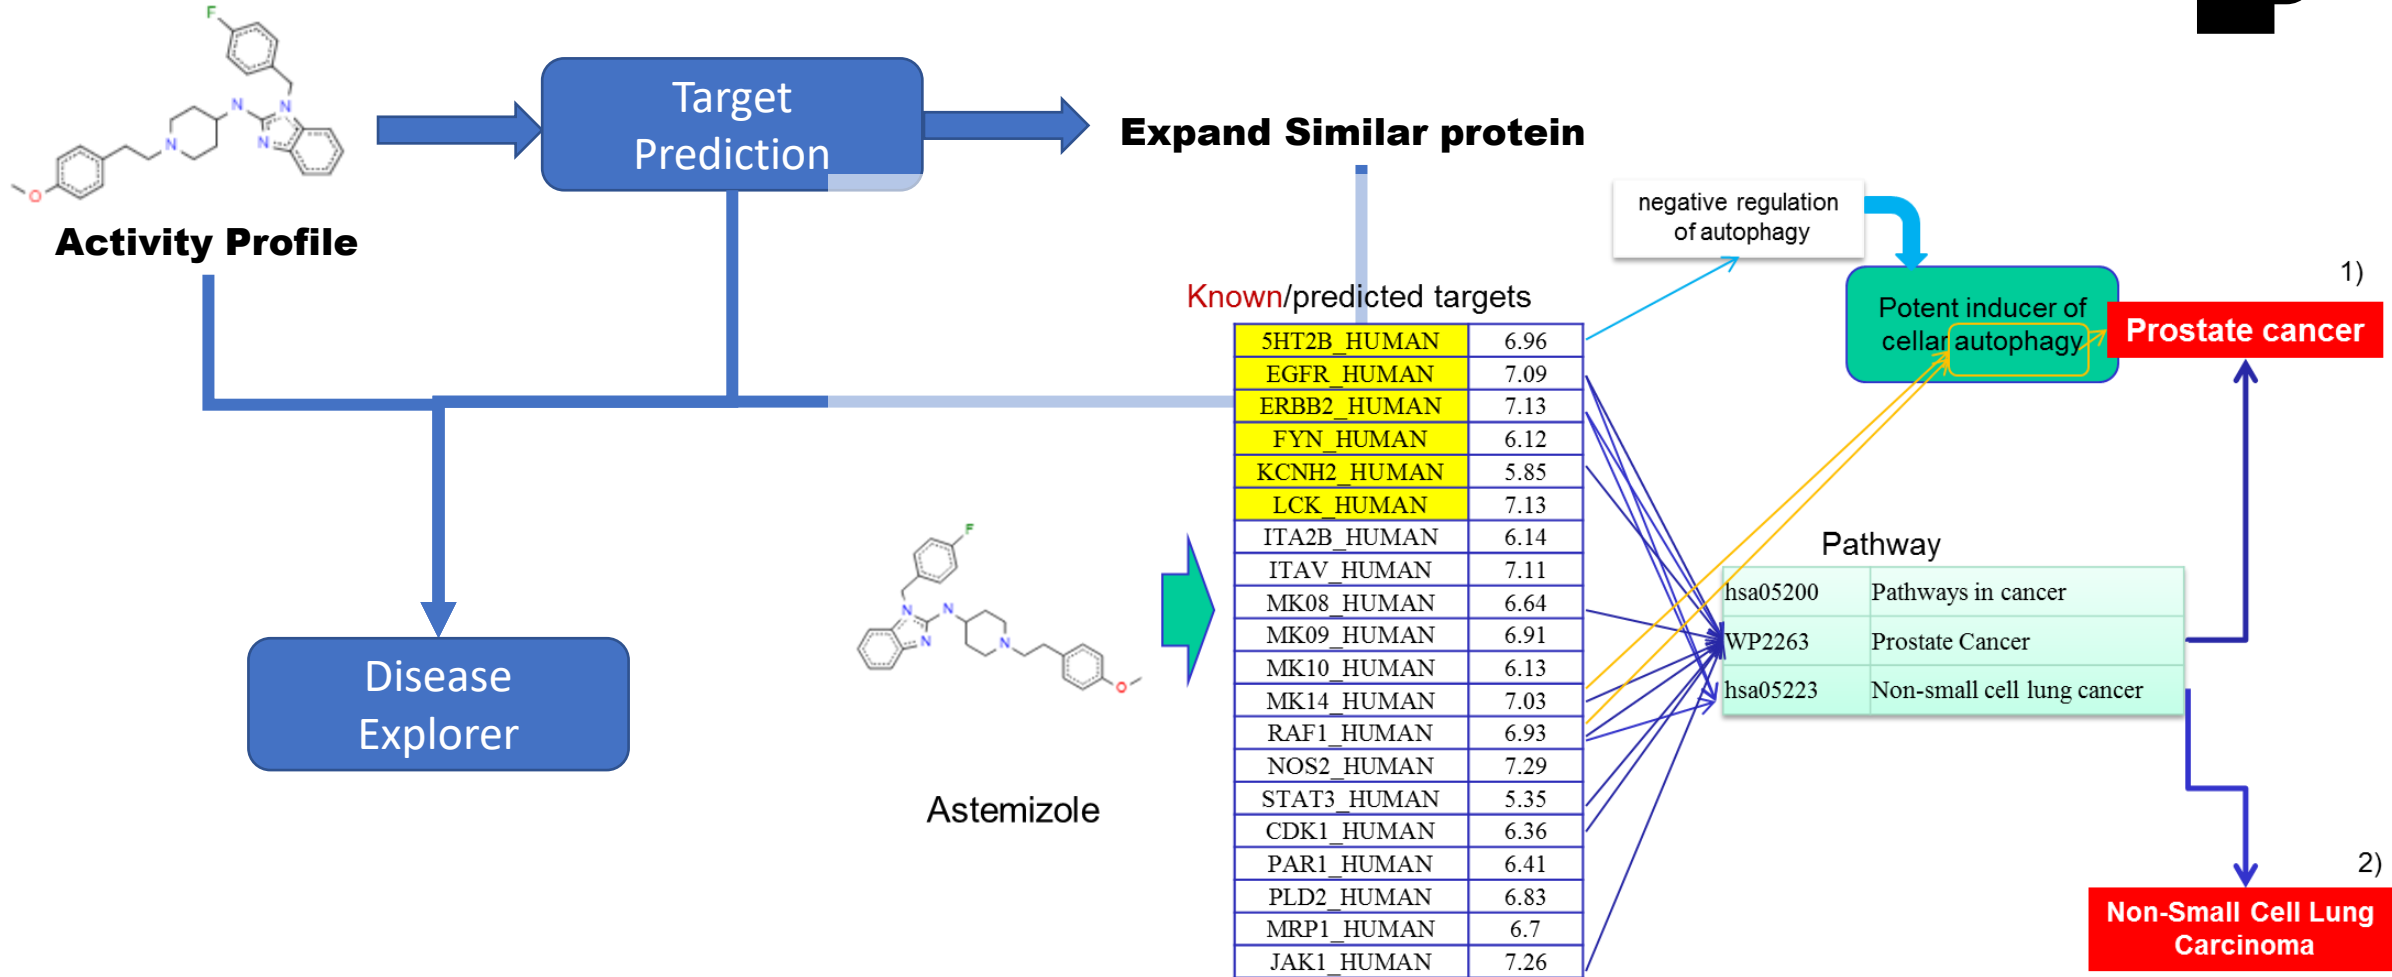 Target
Prediction
Expand Similar protein
Activity Profile
F
N
N
N
N
O
negative regulation
of autophagy
1)
Potent inducer of
cellar autophagy
Prostate cancer
Known/predicted targets
5HT2B_HUMAN 6.96
EGFR_HUMAN 7.09
ERBB2_HUMAN 7.13
FYN_HUMAN 6.12
KCNH2_HUMAN 5.85
LCK_HUMAN 7.13
ITA2B_HUMAN 6.14
ITAV_HUMAN 7.11
MK08_HUMAN 6.64
MK09_HUMAN 6.91
MK10_HUMAN 6.13
MK14_HUMAN 7.03
RAF1_HUMAN 6.93
NOS2_HUMAN 7.29
STAT3_HUMAN 5.35
CDK1_HUMAN 6.36
PAR1_HUMAN 6.41
PLD2_HUMAN 6.83
MRP1_HUMAN 6.7
JAK1_HUMAN 7.26
Pathway
hsa05200 Pathways in cancer
WP2263 Prostate Cancer
hsa05223 Non-small cell lung cancer
Disease
Explorer
F
N
N
N
N
O
Astemizole
2)
Non-Small Cell Lung
Carcinoma